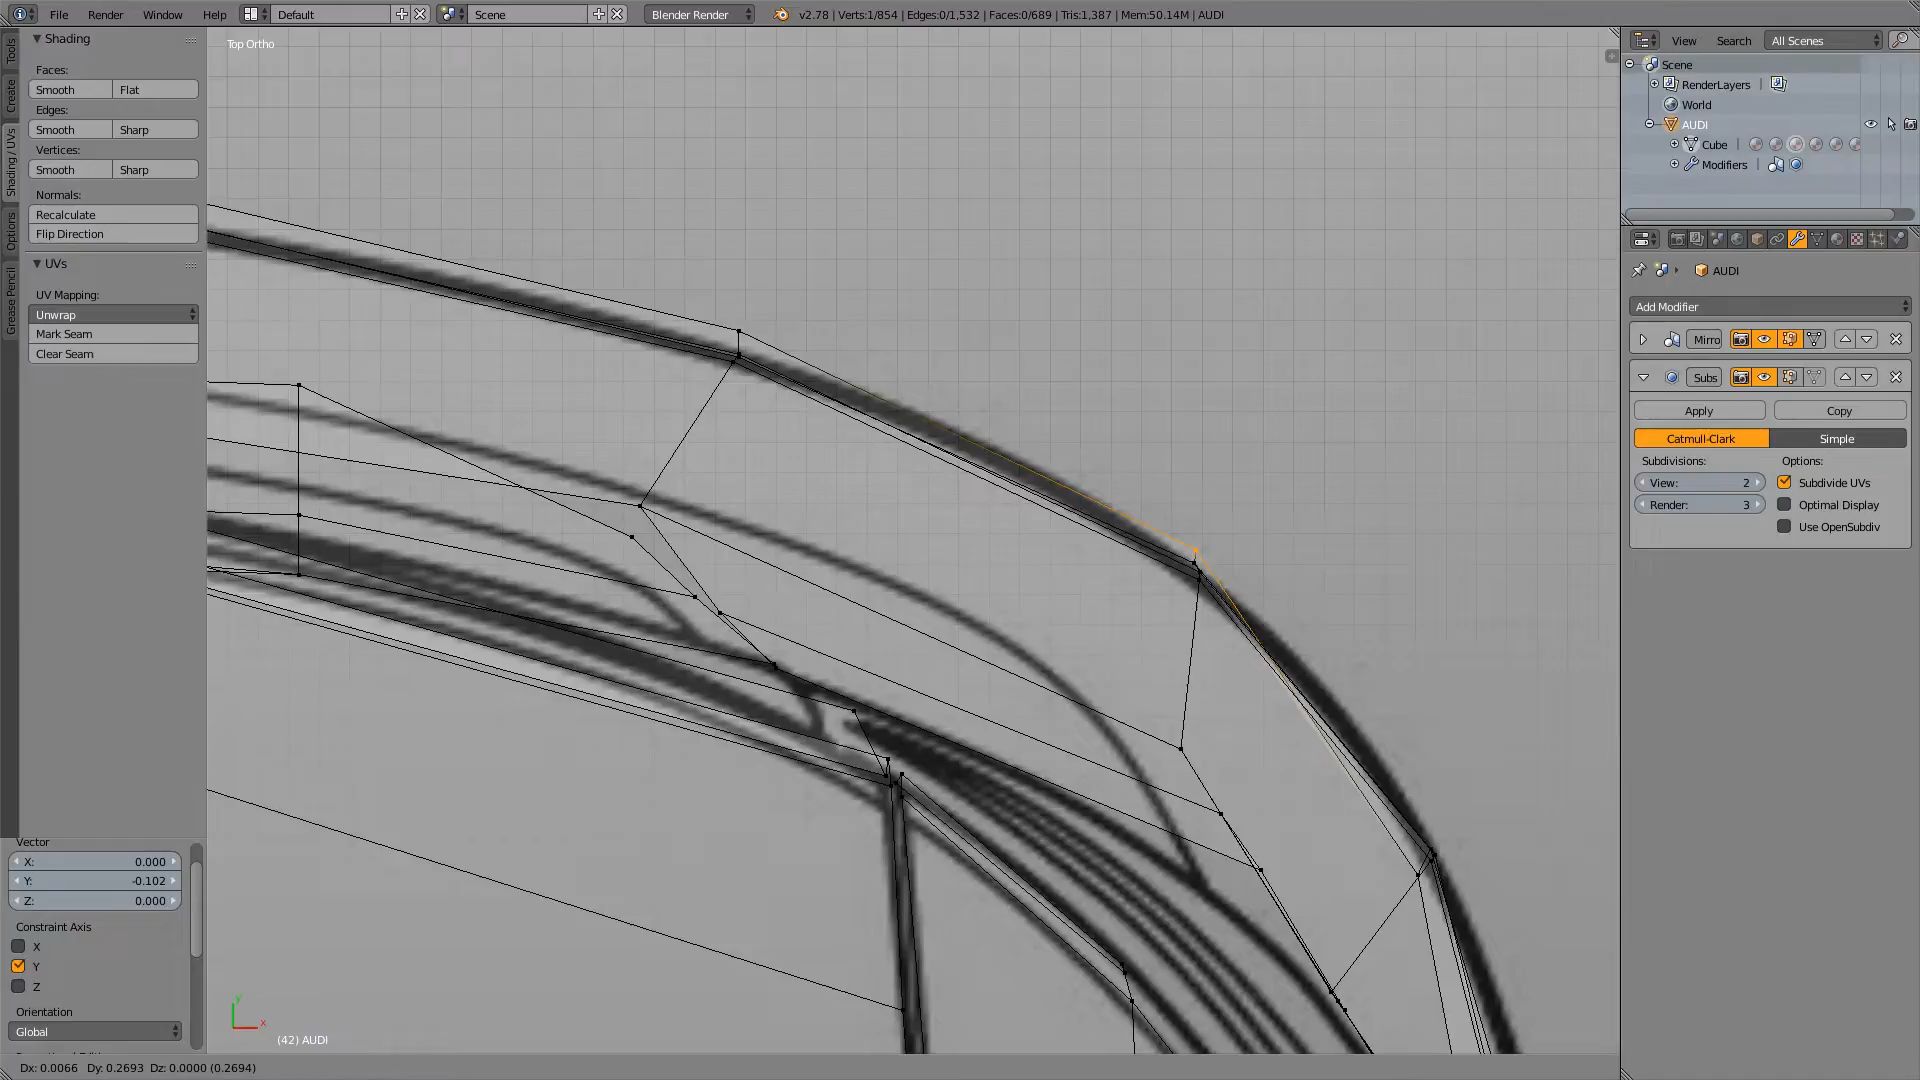 File Render Window Help Default Scene Blender Render v2.78 | Verts:1/854 | Edges:0/1,532 | Faces:0/689 | Tris:1,387 | Mem:50.14M | AUDI
Tools
Create
Shading / UVs
Options
Grease Pencil
Shading
Faces:
Smooth Flat
Edges:
Smooth Sharp
Vertices:
Smooth Sharp
Normals:
Recalculate
Flip Direction
UVs
UV Mapping:
Unwrap
Mark Seam
Clear Seam
Vector
X: 0.000
Y: -0.102
Z: 0.000
Constraint Axis
X
Y
Z
Orientation
Global
Top Ortho
y
x
(42) AUDI
Dx: 0.0066 Dy: 0.2693 Dz: 0.0000 (0.2694)
View Search All Scenes
Scene
RenderLayers |
World
AUDI
Cube |
Modifiers |
AUDI
Add Modifier
Mirro
Subs
Apply Copy
Catmull-Clark Simple
Subdivisions: Options:
View: 2 Subdivide UVs
Render: 3 Optimal Display
Use OpenSubdiv